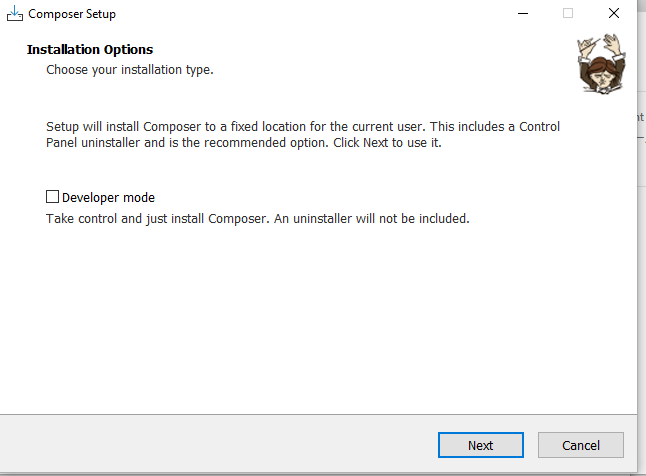 Composer Setup
Installation Options
Choose your installation type.
Setup will install Composer to a fixed location for the current user. This includes a Control
Panel uninstaller and is the recommended option. Click Next to use it.
Developer mode
Take control and just install Composer. An uninstaller will not be included.
Next
Cancel